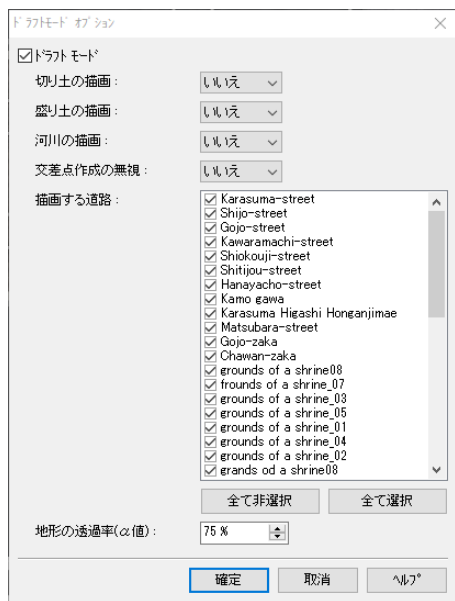 ﾄﾞﾗﾌﾄﾓｰﾄﾞ ｵﾌﾟｼｮﾝ
ﾄﾞﾗﾌﾄ ﾓｰﾄﾞ
切り土の描画：
いいえ
盛り土の描画：
いいえ
河川の描画：
いいえ
交差点作成の無視：
いいえ
描画する道路：
Karasuma-street
Shijo-street
Gojo-street
Kawaramachi-street
Shiokouji-street
Shitijou-street
Hanayacho-street
Kamo gawa
Karasuma Higashi Honganjimae
Matsubara-street
Gojo-zaka
Chawan-zaka
grounds of a shrine08
frounds of a shrine_07
grounds of a shrine_03
grounds of a shrine_05
grounds of a shrine_01
grounds of a shrine_04
grounds of a shrine_02
grands od a shrine08
全て非選択 全て選択
地形の透過率(α値)： 75 %
確定 取消 ﾍﾙﾌﾟ